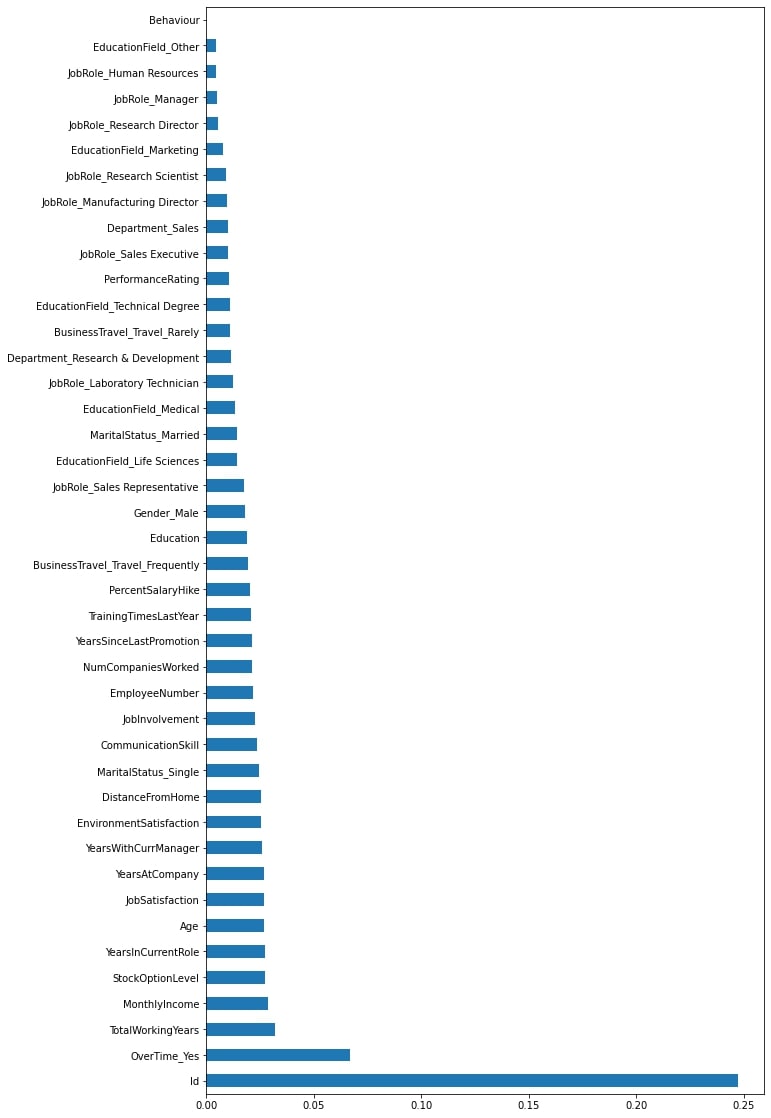 Behaviour
EducationField_Other
JobRole_Human Resources
JobRole_Manager
JobRole_Research Director
EducationField_Marketing
JobRole_Research Scientist
JobRole_Manufacturing Director
Department_Sales
JobRole_Sales Executive
PerformanceRating
EducationField_Technical Degree
BusinessTravel_Travel_Rarely
Department_Research & Development
JobRole_Laboratory Technician
EducationField_Medical
MaritalStatus_Married
EducationField_Life Sciences
JobRole_Sales Representative
Gender_Male
Education
BusinessTravel_Travel_Frequently
PercentSalaryHike
TrainingTimesLastYear
YearsSinceLastPromotion
NumCompaniesWorked
EmployeeNumber
JobInvolvement
CommunicationSkill
MaritalStatus_Single
DistanceFromHome
EnvironmentSatisfaction
YearsWithCurrManager
YearsAtCompany
JobSatisfaction
Age
YearsInCurrentRole
StockOptionLevel
MonthlyIncome
TotalWorkingYears
OverTime_Yes
Id
0.00 0.05 0.10 0.15 0.20 0.25